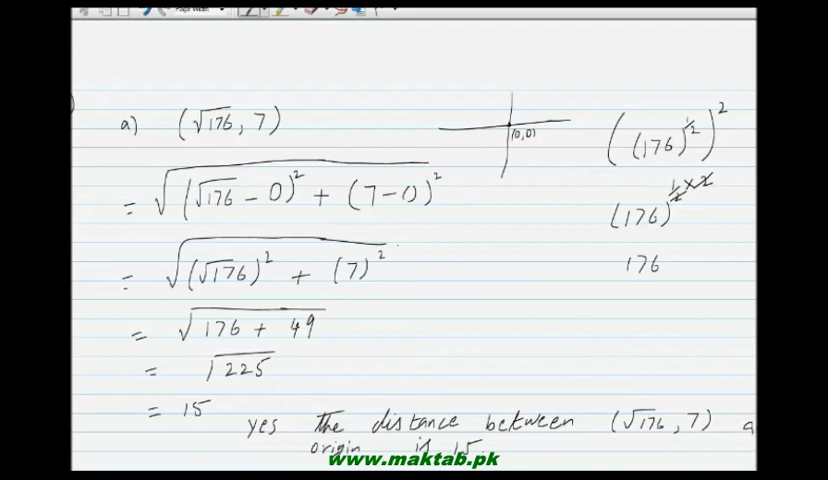 Page Width
a) (√176, 7)
(0,0)
((176)^½)^2
= √((√176 - 0)^2 + (7-0)^2)
(176)^½×2
= √((√176)^2 + (7)^2)
176
= √(176 + 49)
= √225
= 15
yes the distance between (√176, 7) a
origin is 15
www.maktab.pk